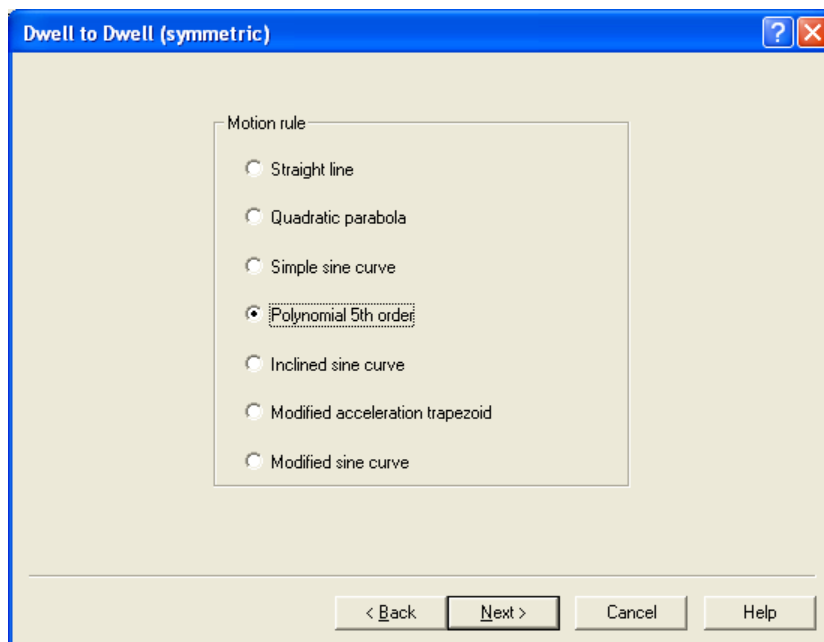 Dwell to Dwell (symmetric)
Motion rule
Straight line
Quadratic parabola
Simple sine curve
Polynomial 5th order
Inclined sine curve
Modified acceleration trapezoid
Modified sine curve
< Back Next > Cancel Help